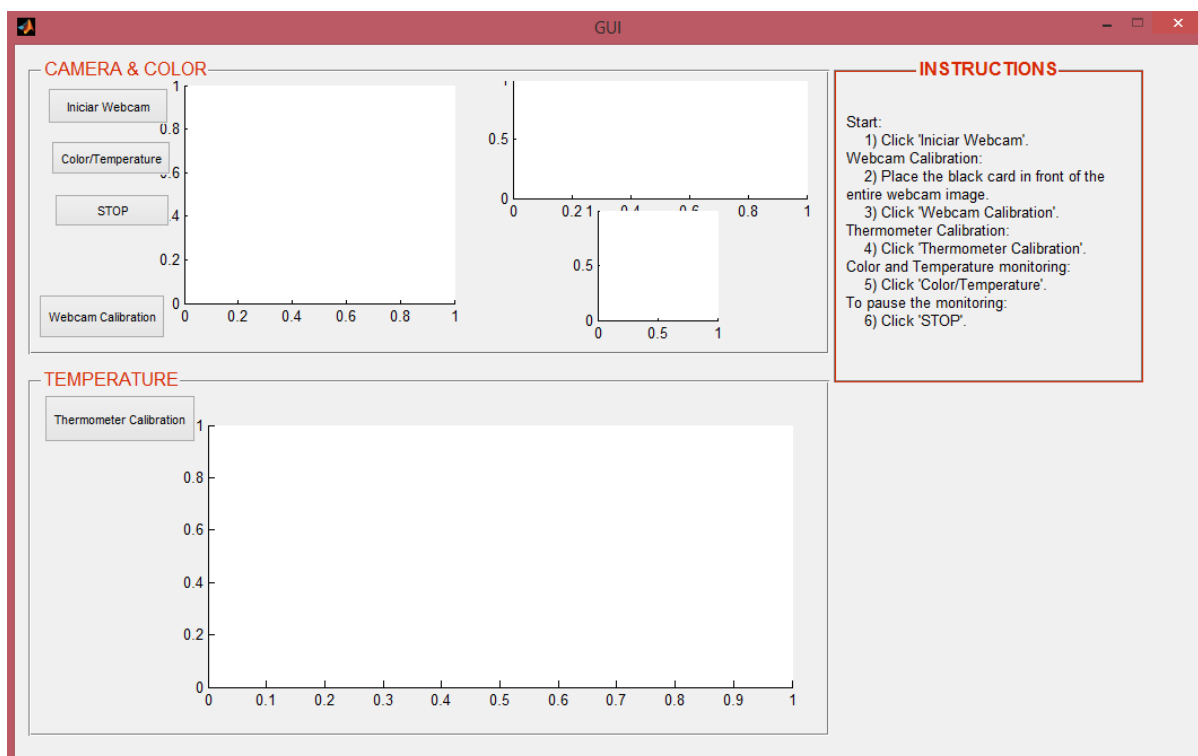 GUI
CAMERA & COLOR
Iniciar Webcam
Color/Temperature
STOP
Webcam Calibration
1
0.8
0.6
0.4
0.2
0
0 0.2 0.4 0.6 0.8 1
0.5
0
0 0.2 0.4 0.6 0.8 1
1
0.5
0
0 0.5 1
INSTRUCTIONS
Start:
1) Click 'Iniciar Webcam'.
Webcam Calibration:
2) Place the black card in front of the
entire webcam image.
3) Click 'Webcam Calibration'.
Thermometer Calibration:
4) Click 'Thermometer Calibration'.
Color and Temperature monitoring:
5) Click 'Color/Temperature'.
To pause the monitoring:
6) Click 'STOP'.
TEMPERATURE
Thermometer Calibration
1
0.8
0.6
0.4
0.2
0
0 0.1 0.2 0.3 0.4 0.5 0.6 0.7 0.8 0.9 1